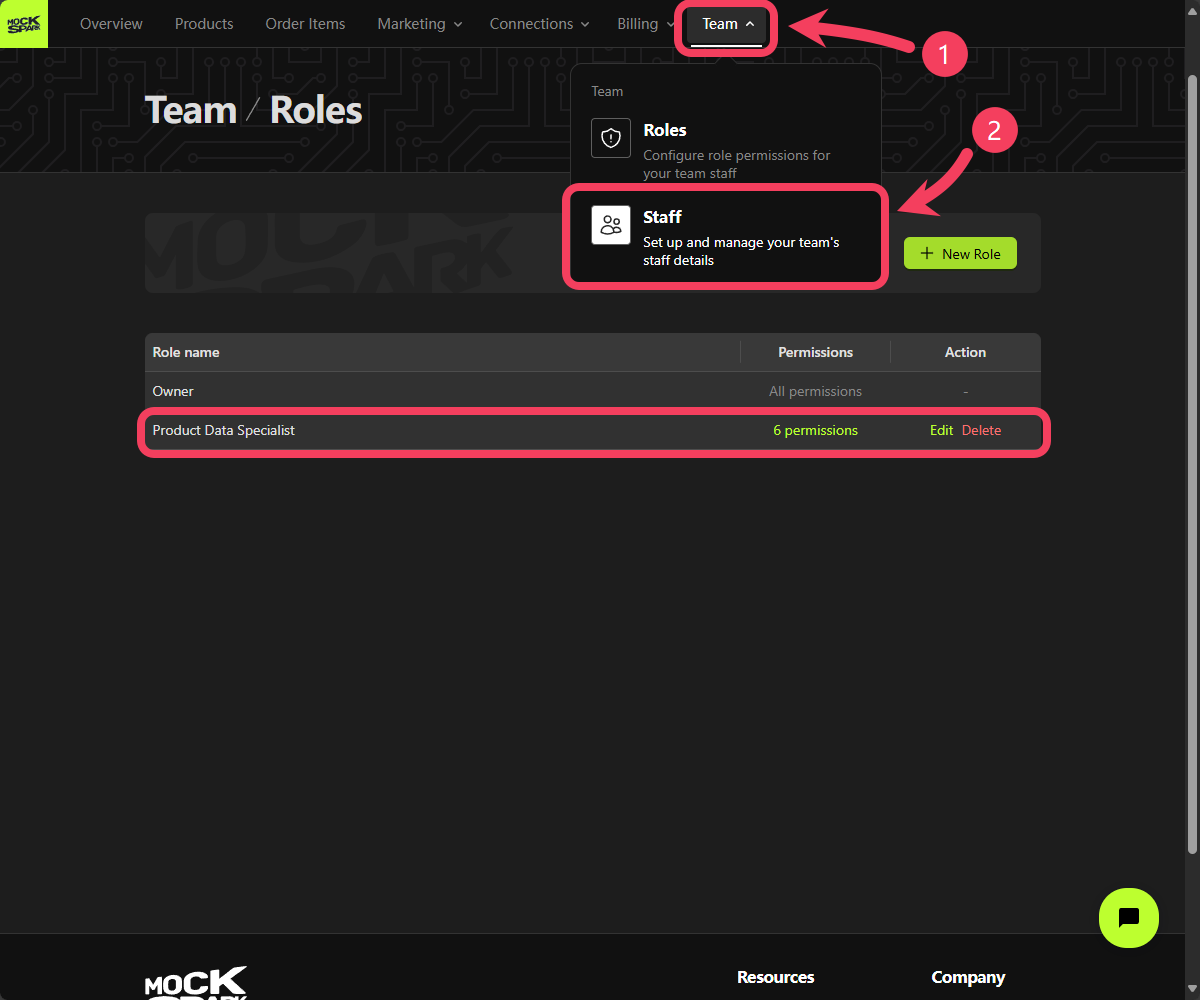 MOCK
SPARK
Overview
Products
Order Items
Marketing
Connections
Billing
Team
1
Team / Roles
Team
Roles
Configure role permissions for
your team staff
2
Staff
Set up and manage your team's
staff details
MOCK
SPARK
+ New Role
Role name
Permissions
Action
Owner
All permissions
-
Product Data Specialist
6 permissions
Edit
Delete
MOCK
SPARK
Resources
Company